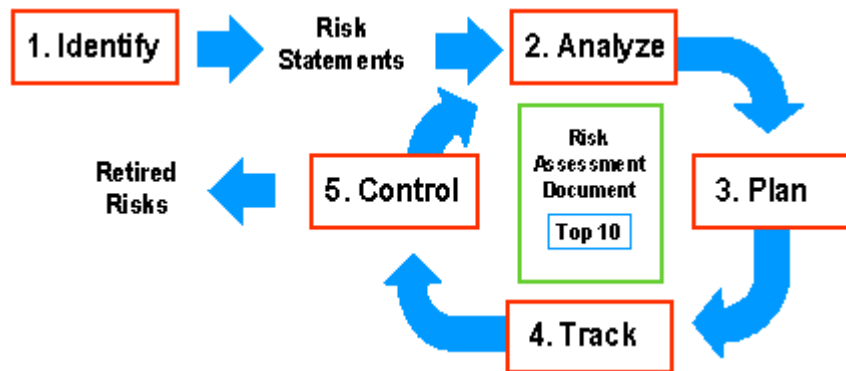 1. Identify
Risk
Statements
2. Analyze
Risk
Assessment
Document
Top 10
3. Plan
4. Track
5. Control
Retired
Risks